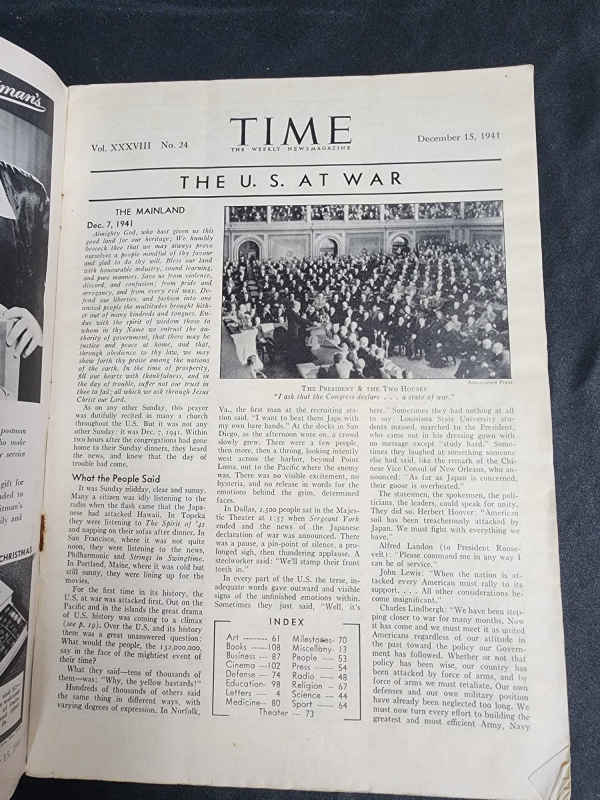 tman's
postman
ho make
r service
gift for
nded to
itman's
ily and
CHRISTMAS
TIME
THE WEEKLY NEWSMAGAZINE
Vol. XXXVIII No. 24
December 15, 1941
THE U. S. AT WAR
THE MAINLAND
Dec. 7, 1941
Almighty God, who hast given us this
good land for our heritage; We humbly
beseech thee that we may always prove
ourselves a people mindful of thy favour
and glad to do thy will. Bless our land
with honourable industry, sound learning,
and pure manners. Save us from violence,
discord, and confusion; from pride and
arrogancy, and from every evil way. De-
fend our liberties, and fashion into one
united people the multitudes brought hith-
er out of many kindreds and tongues. En-
due with the spirit of wisdom those to
whom in thy Name we entrust the au-
thority of government, that there may be
justice and peace at home, and that,
through obedience to thy law, we may
show forth thy praise among the nations
of the earth. In the time of prosperity,
fill our hearts with thankfulness, and in
the day of trouble, suffer not our trust in
thee to fail; all which we ask through Jesus
Christ our Lord.
As on any other Sunday, this prayer
was dutifully recited in many a church
throughout the U.S. But it was not any
other Sunday: it was Dec. 7, 1941. Within
two hours after the congregations had gone
home to their Sunday dinners, they heard
the news, and knew that the day of
trouble had come.
What the People Said
It was Sunday midday, clear and sunny.
Many a citizen was idly listening to the
radio when the flash came that the Japa-
nese had attacked Hawaii. In Topeka
they were listening to The Spirit of '41
and napping on their sofas after dinner. In
San Francisco, where it was not quite
noon, they were listening to the news,
Philharmonic and Strings in Swingtime.
In Portland, Maine, where it was cold but
still sunny, they were lining up for the
movies.
For the first time in its history, the
U.S. at war was attacked first. Out on the
Pacific and in the islands the great drama
of U.S. history was coming to a climax
(see p. 19). Over the U.S. and its history
there was a great unanswered question:
What would the people, the 132,000,000,
say in the face of the mightiest event of
their time?
What they said—tens of thousands of
them—was: "Why, the yellow bastards!"
Hundreds of thousands of others said
the same thing in different ways, with
varying degrees of expression. In Norfolk,
Associated Press
THE PRESIDENT & THE TWO HOUSES
"I ask that the Congress declare . . . a state of war."
Va., the first man at the recruiting sta-
tion said, "I want to beat them Japs with
my own bare hands." At the docks in San
Diego, as the afternoon wore on, a crowd
slowly grew. There were a few people,
then more, then a throng, looking intently
west across the harbor, beyond Point
Loma, out to the Pacific where the enemy
was. There was no visible excitement, no
hysteria, and no release in words for the
emotions behind the grim, determined
faces.
In Dallas, 2,500 people sat in the Majes-
tic Theater at 1:57 when Sergeant York
ended and the news of the Japanese
declaration of war was announced. There
was a pause, a pin-point of silence, a pro-
longed sigh, then thundering applause. A
steelworker said: "We'll stamp their front
teeth in."
In every part of the U.S. the terse, in-
adequate words gave outward and visible
signs of the unfinished emotions within.
Sometimes they just said, "Well, it's
INDEX
Art -------- 61
Books ------108
Business --- 87
Cinema ---102
Defense --- 74
Education- 98
Letters ---- 4
Medicine-- 80
Milestones- 70
Miscellany- 13
People ---- 53
Press ----- 54
Radio ----- 48
Religion -- 67
Science --- 44
Sport ----- 64
Theater --- 73
here." Sometimes they had nothing at all
to say: Louisiana State University stu-
dents massed, marched to the President,
who came out in his dressing gown with
no message except "study hard." Some-
times they laughed at something someone
else had said, like the remark of the Chi-
nese Vice Consul of New Orleans, who an-
nounced: "As far as Japan is concerned,
their goose is overheated."
The statesmen, the spokesmen, the poli-
ticians, the leaders, could speak for unity.
They did so. Herbert Hoover: "American
soil has been treacherously attacked by
Japan. We must fight with everything we
have."
Alfred Landon (to President Roose-
velt): "Please command me in any way I
can be of service."
John Lewis: "When the nation is at-
tacked every American must rally to its
support. . . . All other considerations be-
come insignificant."
Charles Lindbergh: "We have been step-
ping closer to war for many months. Now
it has come and we must meet it as united
Americans regardless of our attitude in
the past toward the policy our Govern-
ment has followed. Whether or not that
policy has been wise, our country has
been attacked by force of arms, and by
force of arms we must retaliate. Our own
defenses and our own military position
have already been neglected too long. We
must now turn every effort to building the
greatest and most efficient Army, Navy